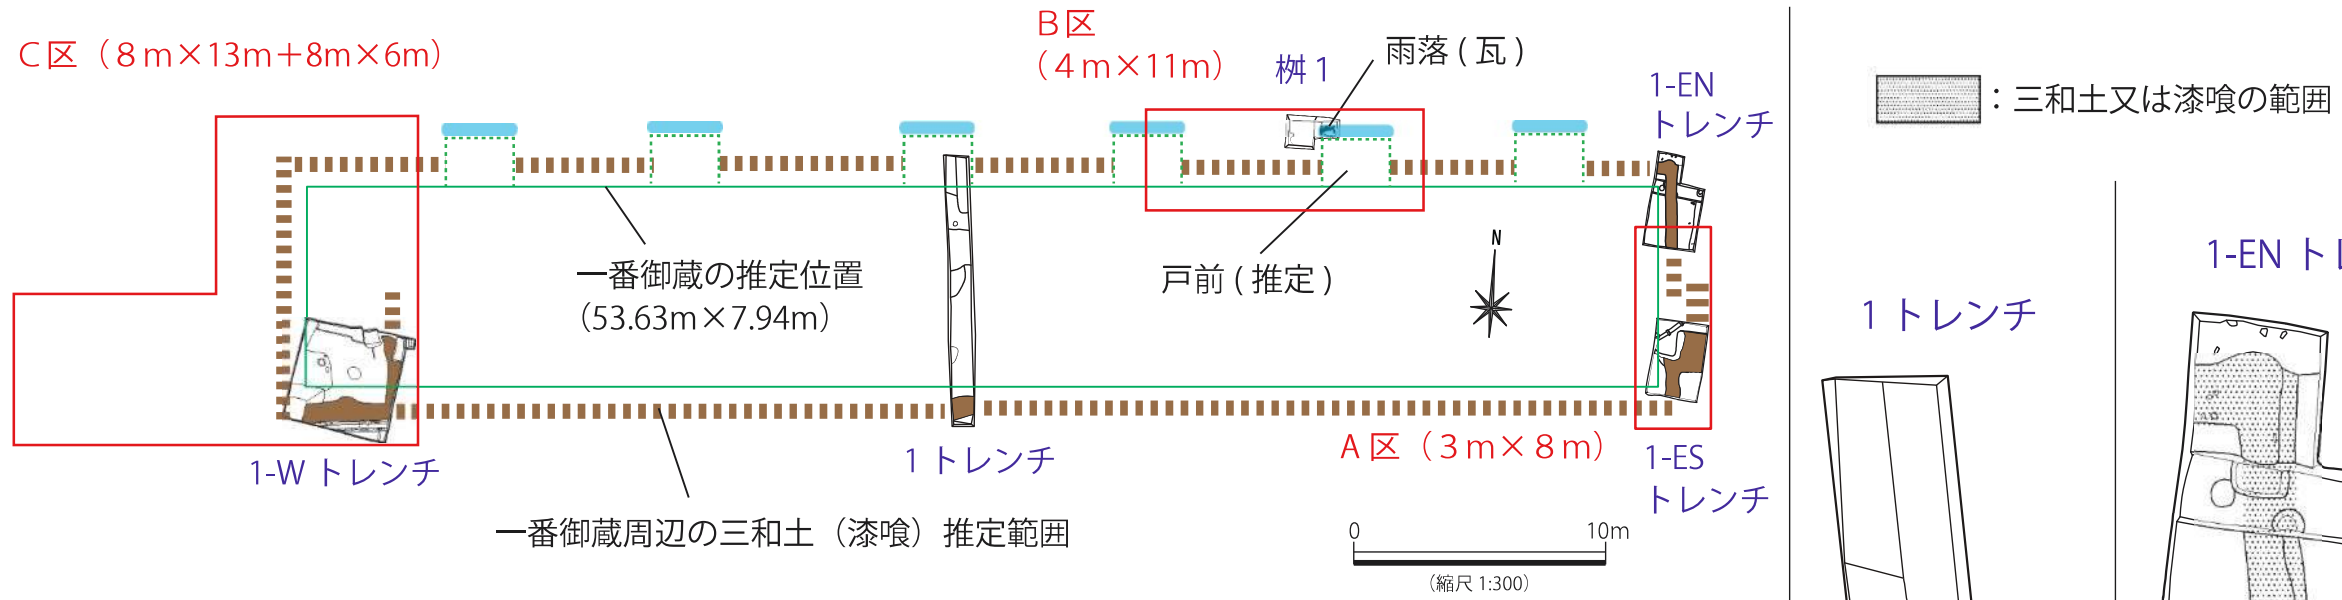 C区（8m×13m＋8m×6m）
B区
（4m×11m）
桝1
雨落(瓦)
1-EN
トレンチ
：三和土又は漆喰の範囲
一番御蔵の推定位置
（53.63m×7.94m）
戸前(推定)
N
1-EN ト
1 トレンチ
1-W トレンチ
1 トレンチ
A区（3m×8m）
1-ES
トレンチ
一番御蔵周辺の三和土（漆喰）推定範囲
0 10m
（縮尺 1:300）